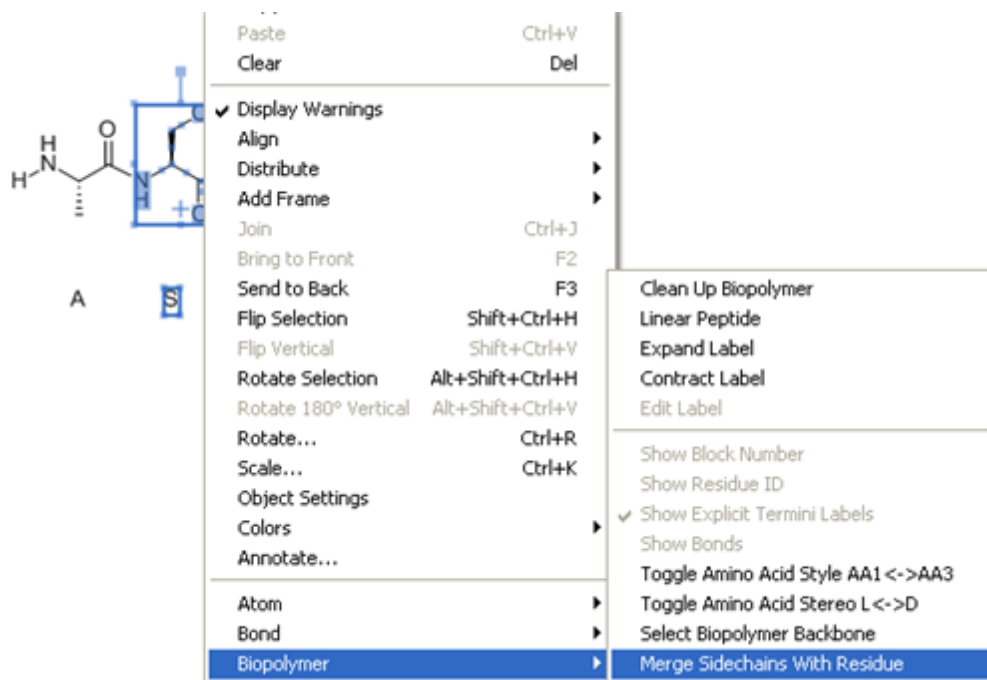 Paste Ctrl+V
Clear Del
✓ Display Warnings
Align
Distribute
Add Frame
Join Ctrl+J
Bring to Front F2
Send to Back F3
Flip Selection Shift+Ctrl+H
Flip Vertical Shift+Ctrl+V
Rotate Selection Alt+Shift+Ctrl+H
Rotate 180° Vertical Alt+Shift+Ctrl+V
Rotate... Ctrl+R
Scale... Ctrl+K
Object Settings
Colors
Annotate...
Atom
Bond
Biopolymer
Clean Up Biopolymer
Linear Peptide
Expand Label
Contract Label
Edit Label
Show Block Number
Show Residue ID
✓ Show Explicit Termini Labels
Show Bonds
Toggle Amino Acid Style AA1<->AA3
Toggle Amino Acid Stereo L<->D
Select Biopolymer Backbone
Merge Sidechains With Residue
H O
H N N
H
A S